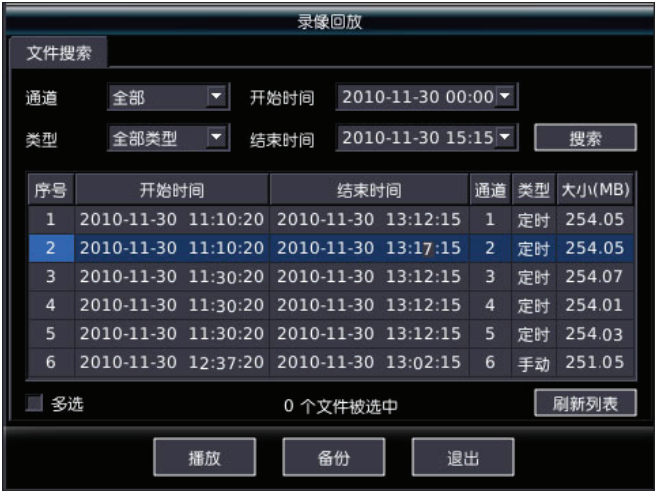 录像回放
文件搜索
通道 全部 开始时间 2010-11-30 00:00
类型 全部类型 结束时间 2010-11-30 15:15 搜索
序号 开始时间 结束时间 通道 类型 大小(MB)
1 2010-11-30 11:10:20 2010-11-30 13:12:15 1 定时 254.05
2 2010-11-30 11:10:20 2010-11-30 13:17:15 2 定时 254.05
3 2010-11-30 11:30:20 2010-11-30 13:12:15 3 定时 254.07
4 2010-11-30 11:30:20 2010-11-30 13:12:15 4 定时 254.01
5 2010-11-30 11:30:20 2010-11-30 13:12:15 5 定时 254.03
6 2010-11-30 12:37:20 2010-11-30 13:02:15 6 手动 251.05
多选 0 个文件被选中 刷新列表
播放 备份 退出